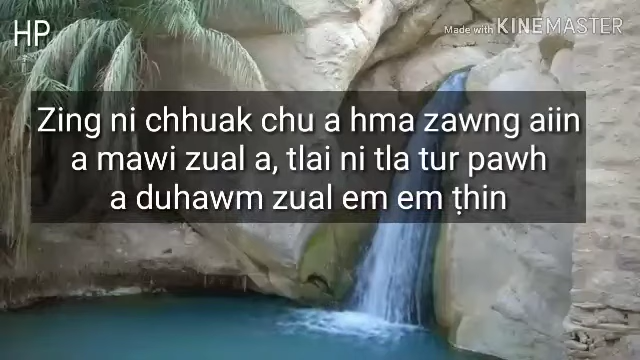 HP
Made with KINEMASTER
Zing ni chhuak chu a hma zawng aiin
a mawi zual a, tlai ni tla tur pawh
a duhawm zual em em ṭhin